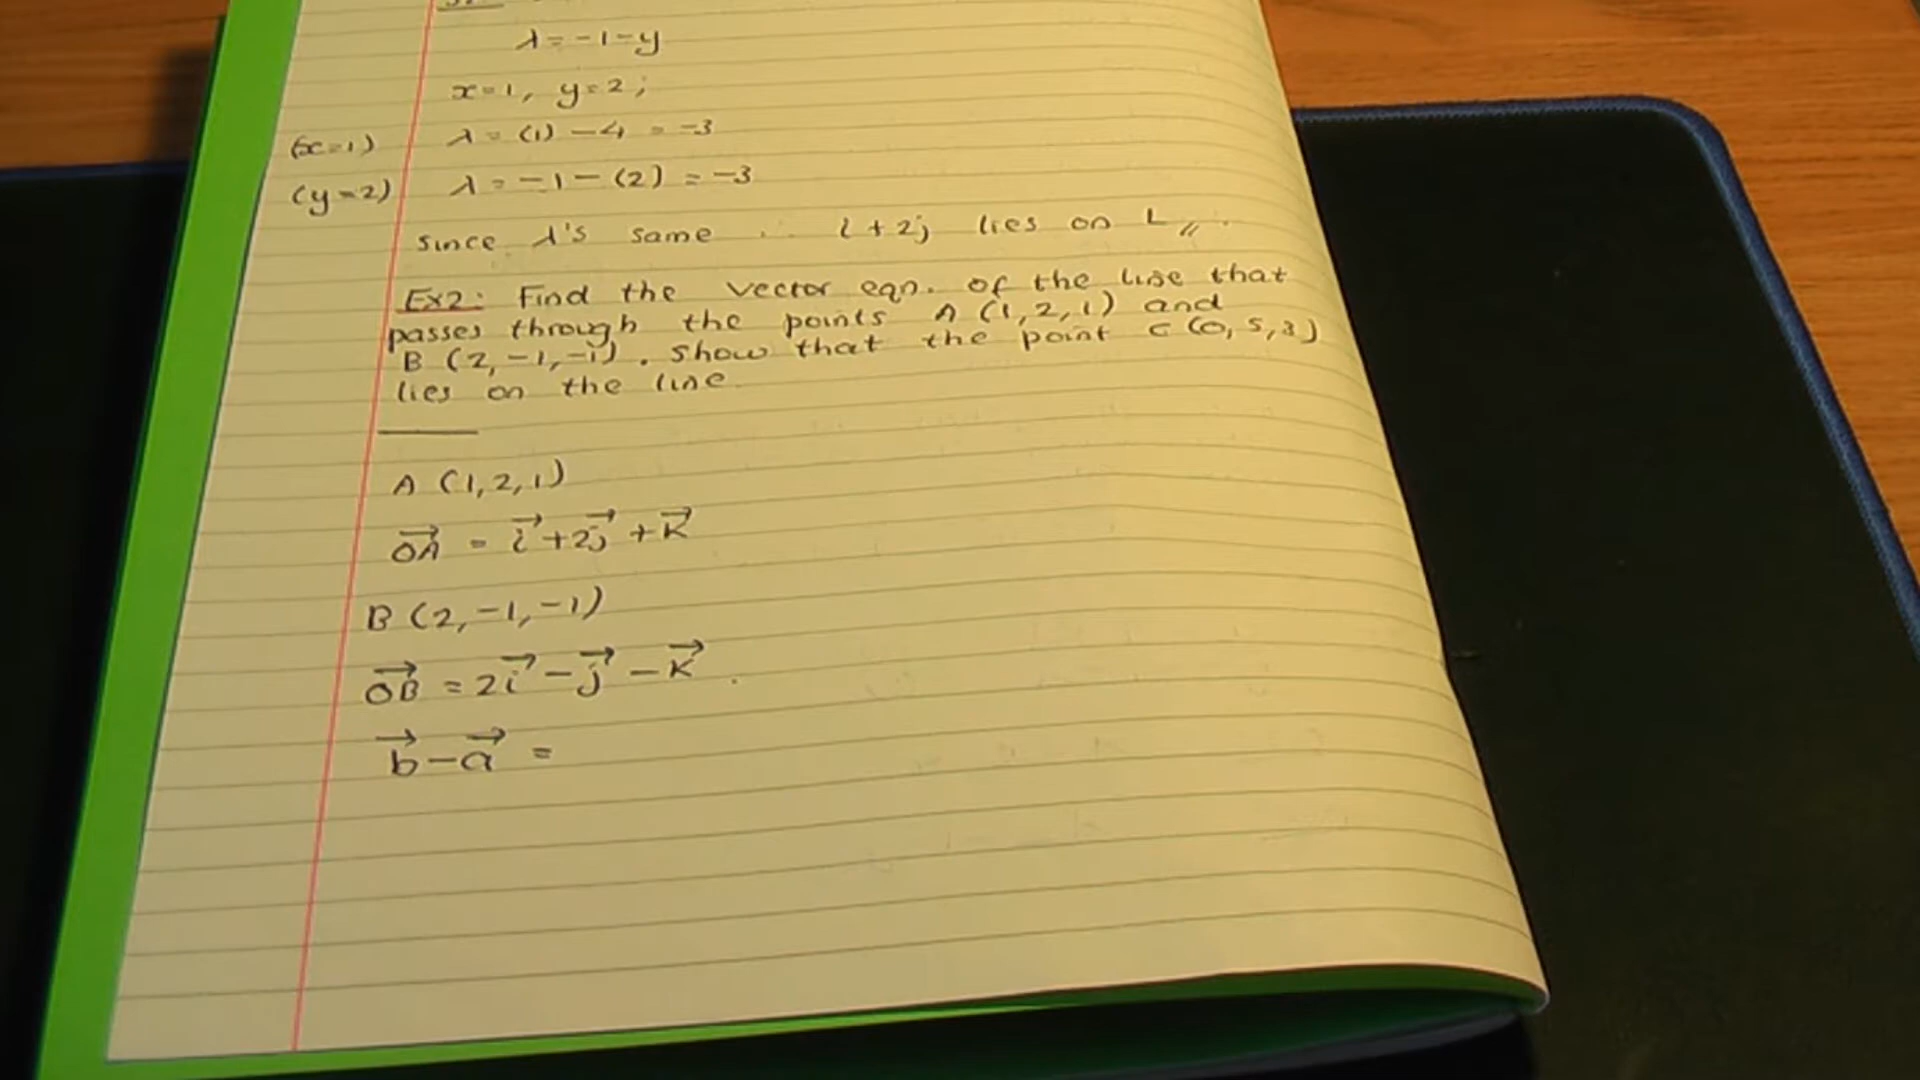 λ = -1 - y
x = 1, y = 2;
(x = 1) λ = (1) - 4 = -3
(y = 2) λ = -1 - (2) = -3
since λ's same ∴ i + 2j lies on L //.
Ex2: Find the vector eqn. of the line that
passes through the points A (1, 2, 1) and
B (2, -1, -1). Show that the point C (0, 5, 3)
lies on the line.
A (1, 2, 1)
→OA = →i + 2→j + →k
B (2, -1, -1)
→OB = 2→i - →j - →k.
→b - →a =